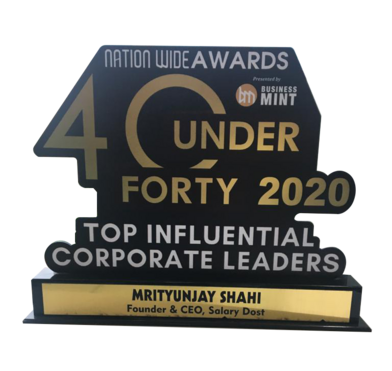 NATION WIDE AWARDS
Presented by
bm BUSINESS
MINT
40 UNDER
FORTY 2020
TOP INFLUENTIAL
CORPORATE LEADERS
MRITYUNJAY SHAHI
Founder & CEO, Salary Dost